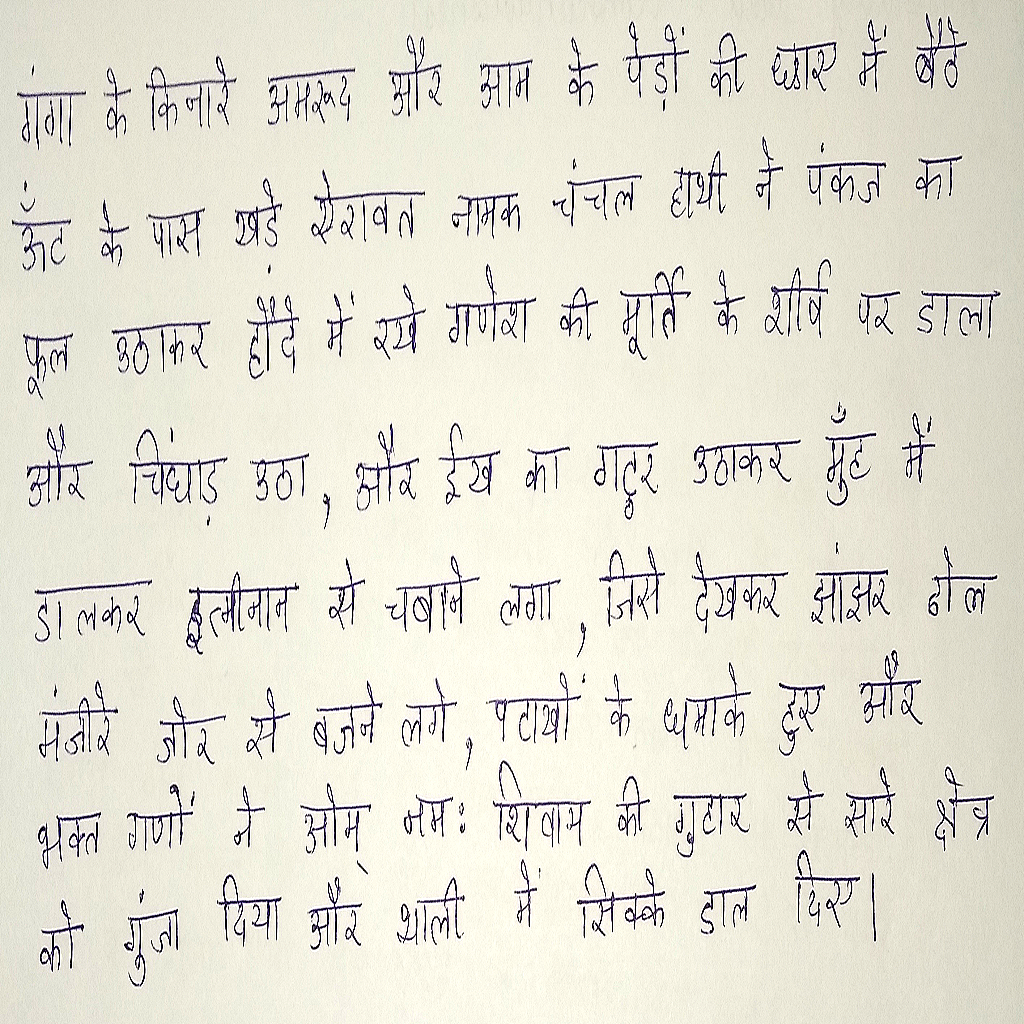 गंगा के किनारे अमरूद और आम के पेड़ों की छाए में बैठे
ऊँट के पास खड़े ऐरावत नामक चंचल हाथी ने पंकज का
फूल उठाकर हौंदे में रखे गणेश की मूर्ति के शीर्ष पर डाला
और चिंघाड़ उठा, और ईख का गट्ठर उठाकर मुँह में
डालकर इत्मीनान से चबाने लगा, जिसे देखकर झांझर ढोल
मंजीरे जोर से बजने लगे, पटाखों के धमाके हुए और
भक्त गणों ने ओम् नमः शिवाय की गुटार से सारे क्षेत्र
को गुंजा दिया और थाली में सिक्के डाल दिए।